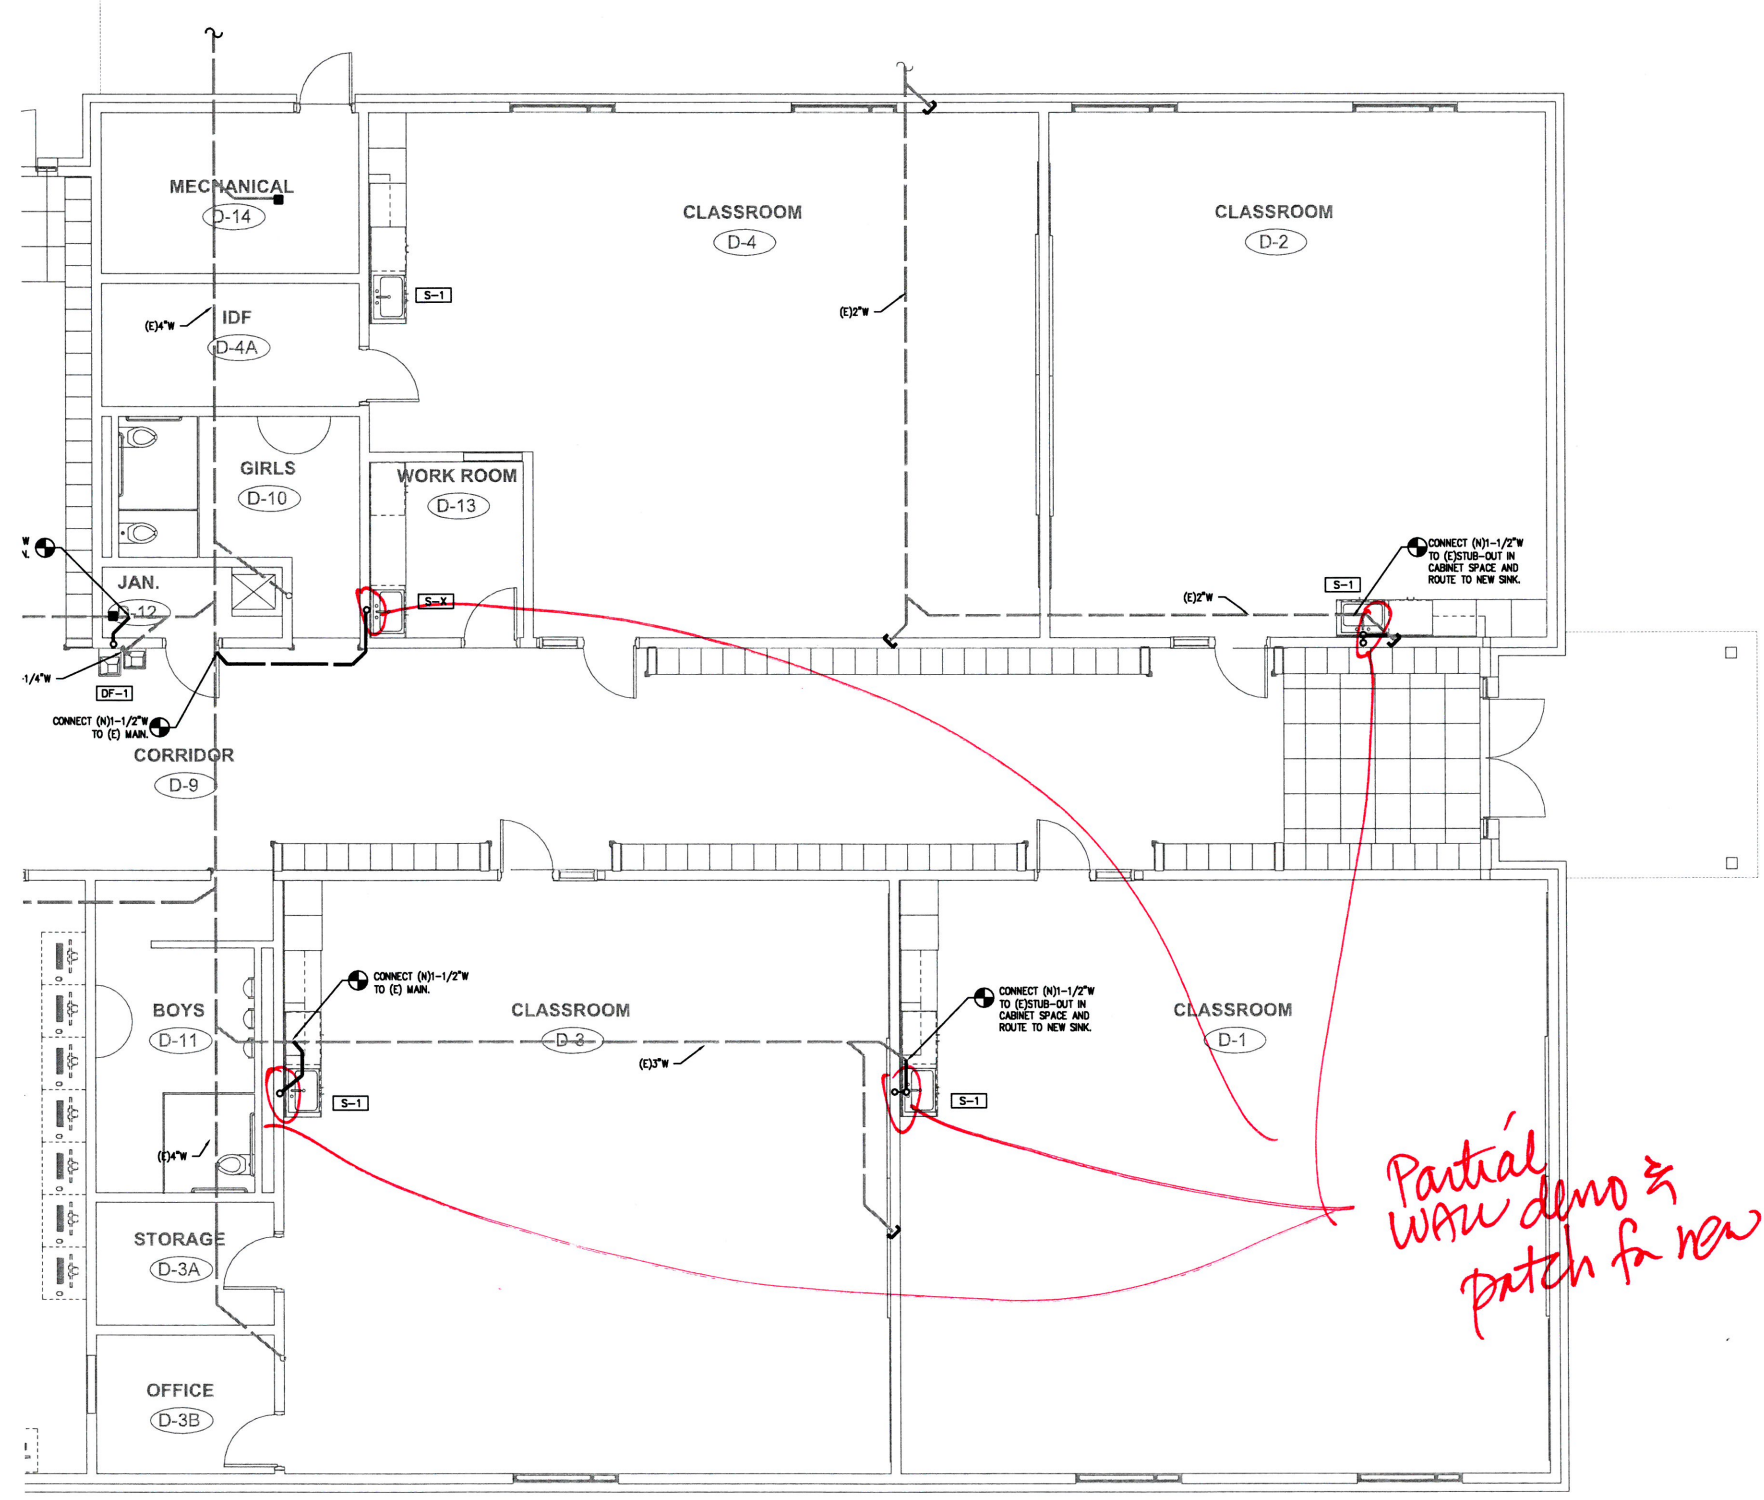 MECHANICAL
D-14
CLASSROOM
D-4
CLASSROOM
D-2
S-1
(E)4"W
IDF
D-4A
(E)2"W
GIRLS
D-10
WORK ROOM
D-13
W
N.
JAN.
D-12
S-X
CONNECT (N)1-1/2"W
TO (E)STUB-OUT IN
CABINET SPACE AND
ROUTE TO NEW SINK.
S-1
(E)2"W
-1/4"W
DF-1
CONNECT (N)1-1/2"W
TO (E) MAIN.
CORRIDOR
D-9
CONNECT (N)1-1/2"W
TO (E) MAIN.
BOYS
D-11
CLASSROOM
D-3
(E)3"W
CONNECT (N)1-1/2"W
TO (E)STUB-OUT IN
CABINET SPACE AND
ROUTE TO NEW SINK.
CLASSROOM
D-1
S-1
S-1
(E)4"W
Partial
WALL demo &
patch for new
STORAGE
D-3A
OFFICE
D-3B